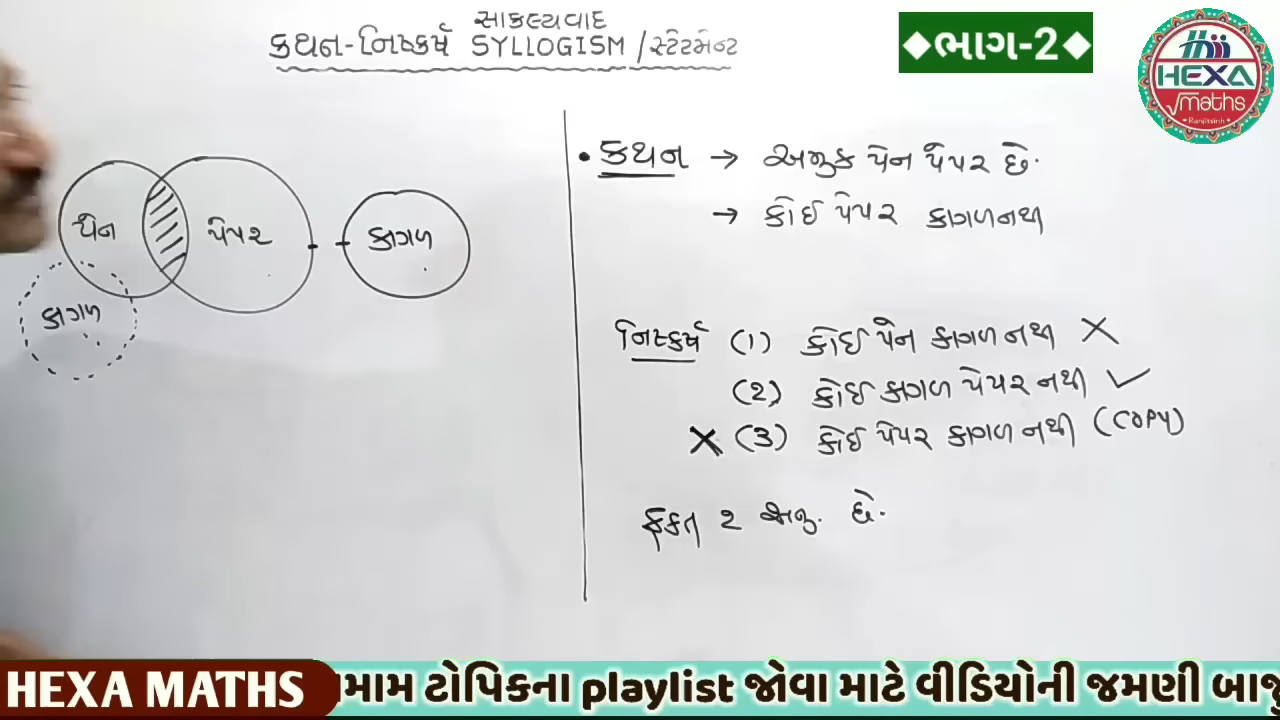 સાકલ્યવાદ
કથન-નિષ્કર્ષ SYLLOGISM / સ્ટેટમેન્ટ
◆ભાગ-2◆
HEXA
√maths
Ranjitsinh
પેન પેપર કાગળ
કાગળ
• કથન → અમુક પેન પેપર છે.
→ કોઈ પેપર કાગળ નથી
નિષ્કર્ષ (1) કોઈ પેન કાગળ નથી ✗
(2) કોઈ કાગળ પેપર નથી ✓
✗ (3) કોઈ પેપર કાગળ નથી (COPY)
ફક્ત 2 અનુ. છે.
HEXA MATHS મામ ટોપિકના playlist જોવા માટે વીડિયોની જમણી બાજુ